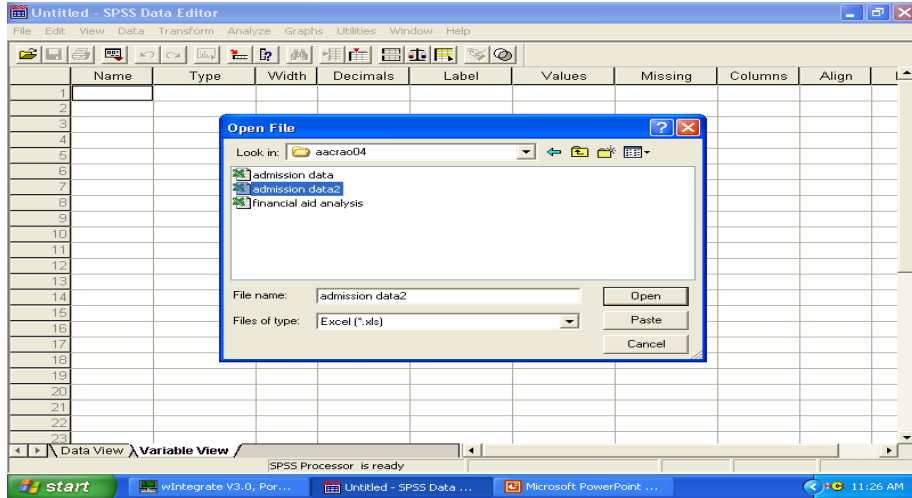 Untitled - SPSS Data Editor
File Edit View Data Transform Analyze Graphs Utilities Window Help
Name Type Width Decimals Label Values Missing Columns Align
1
2
3
4
5
6
7
8
9
10
11
12
13
14
15
16
17
18
19
20
21
22
23
Open File
Look in: aacrao04
admission data
admission data2
financial aid analysis
File name: admission data2 Open
Files of type: Excel (*.xls) Paste
Cancel
Data View Variable View
SPSS Processor is ready
start wIntegrate V3.0, Por... Untitled - SPSS Data ... Microsoft PowerPoint ... 11:26 AM